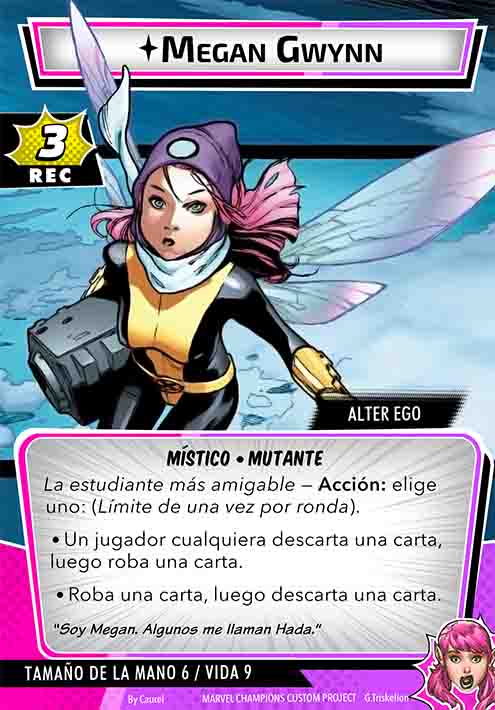 MEGAN GWYNN
3
REC
ALTER EGO
MÍSTICO • MUTANTE
La estudiante más amigable – Acción: elige
uno: (Límite de una vez por ronda).
• Un jugador cualquiera descarta una carta,
luego roba una carta.
• Roba una carta, luego descarta una carta.
"Soy Megan. Algunos me llaman Hada."
TAMAÑO DE LA MANO 6 / VIDA 9
By Caurel MARVEL CHAMPIONS CUSTOM PROJECT G.Triskelion